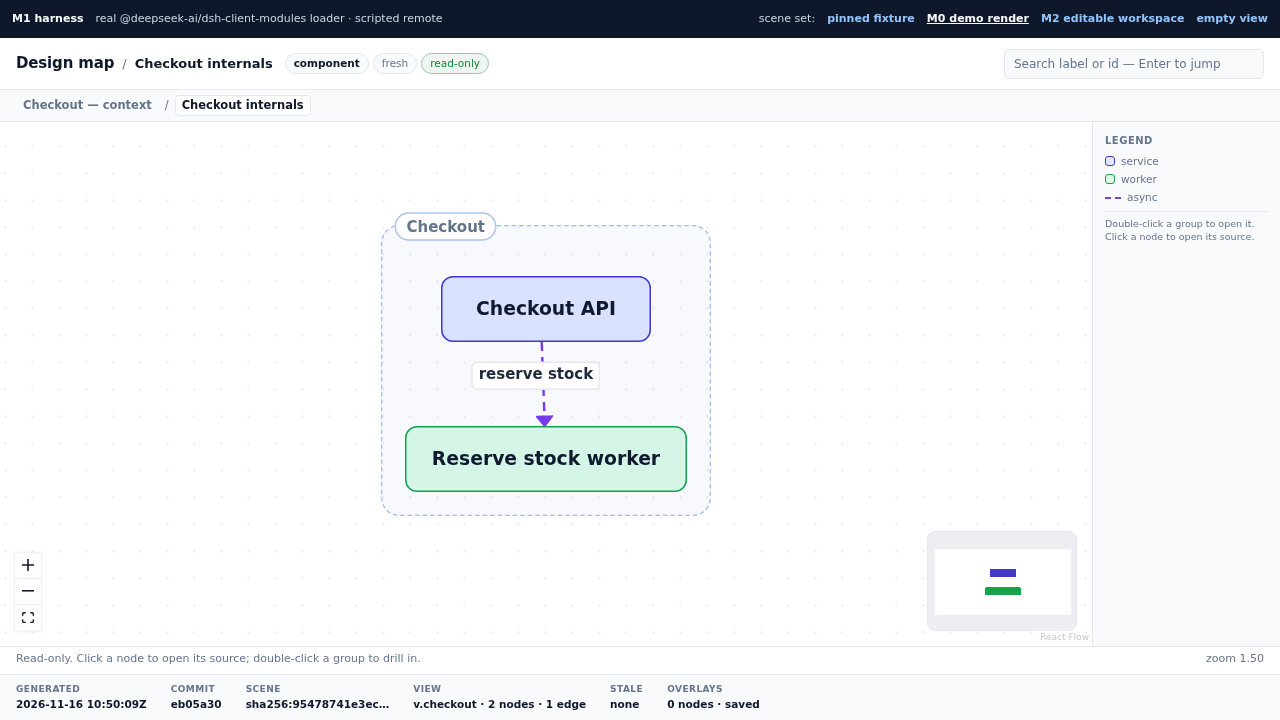 M1 harness real @deepseek-ai/dsh-client-modules loader · scripted remote scene set: pinned fixture M0 demo render M2 editable workspace empty view
Design map / Checkout internals component fresh read-only Search label or id — Enter to jump
Checkout — context / Checkout internals
LEGEND
service
worker
async
Double-click a group to open it.
Click a node to open its source.
Checkout
Checkout API
reserve stock
Reserve stock worker
React Flow
Read-only. Click a node to open its source; double-click a group to drill in. zoom 1.50
GENERATED COMMIT SCENE VIEW STALE OVERLAYS
2026-11-16 10:50:09Z eb05a30 sha256:95478741e3ec… v.checkout · 2 nodes · 1 edge none 0 nodes · saved